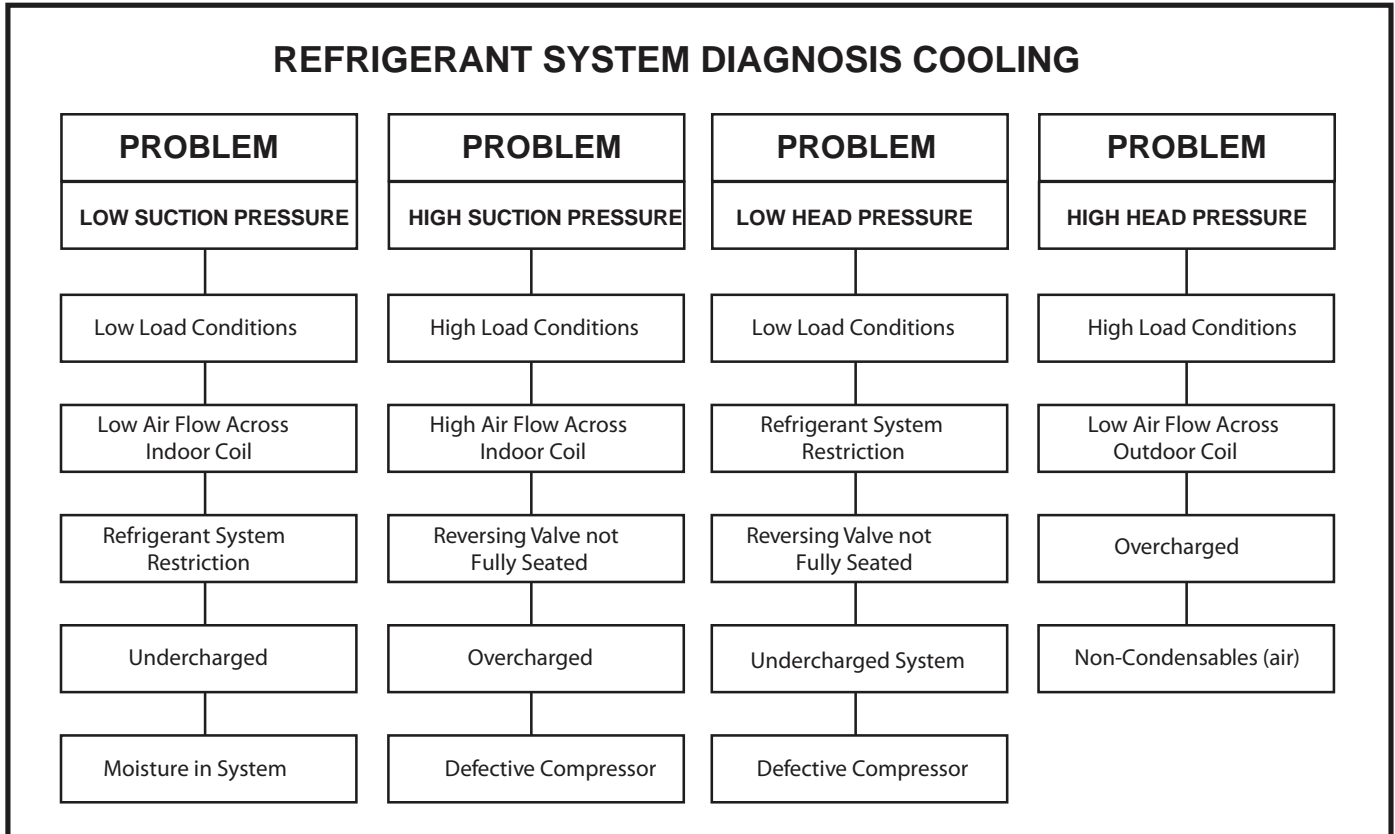 REFRIGERANT SYSTEM DIAGNOSIS COOLING
PROBLEM
LOW SUCTION PRESSURE
Low Load Conditions
Low Air Flow Across
Indoor Coil
Refrigerant System
Restriction
Undercharged
Moisture in System
PROBLEM
HIGH SUCTION PRESSURE
High Load Conditions
High Air Flow Across
Indoor Coil
Reversing Valve not
Fully Seated
Overcharged
Defective Compressor
PROBLEM
LOW HEAD PRESSURE
Low Load Conditions
Refrigerant System
Restriction
Reversing Valve not
Fully Seated
Undercharged System
Defective Compressor
PROBLEM
HIGH HEAD PRESSURE
High Load Conditions
Low Air Flow Across
Outdoor Coil
Overcharged
Non-Condensables (air)